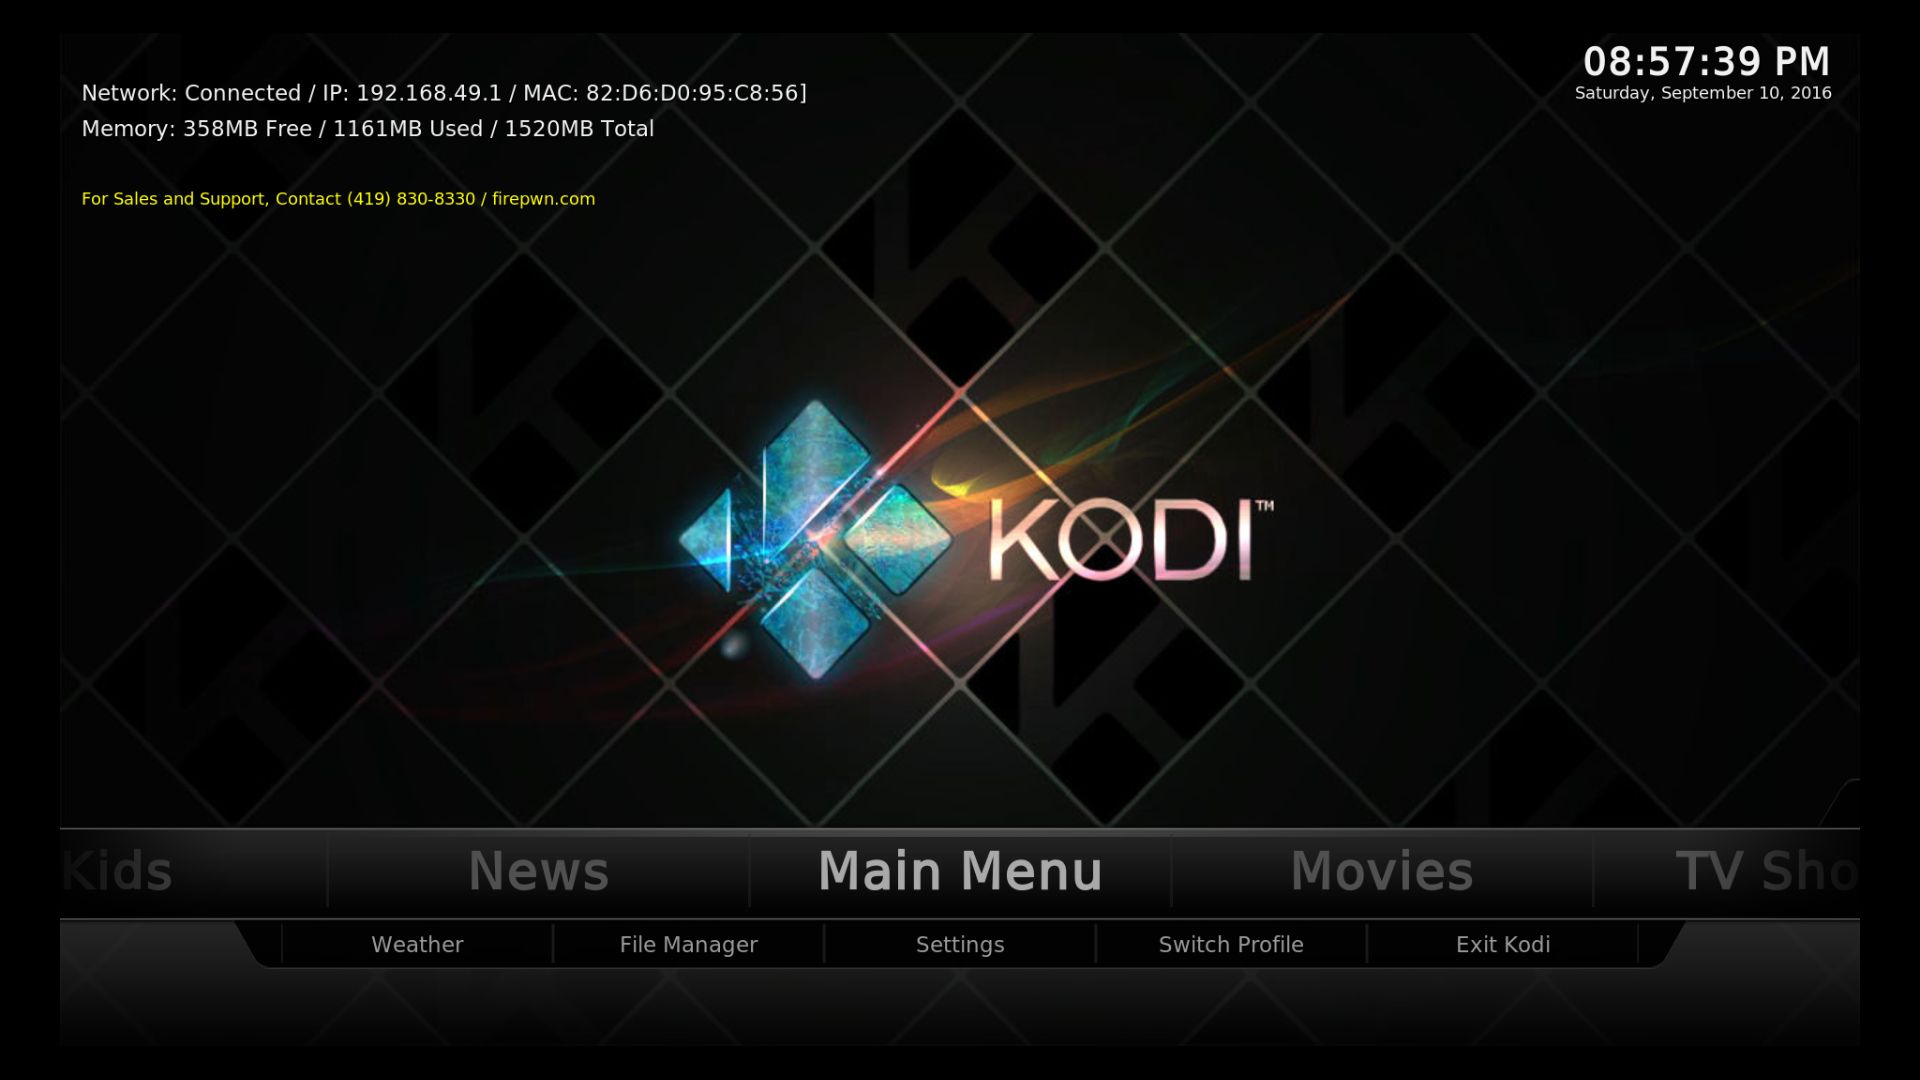 08:57:39 PM
Saturday, September 10, 2016
Network: Connected / IP: 192.168.49.1 / MAC: 82:D6:D0:95:C8:56]
Memory: 358MB Free / 1161MB Used / 1520MB Total
For Sales and Support, Contact (419) 830-8330 / firepwn.com
KODI™
Kids News Main Menu Movies TV Sho
Weather File Manager Settings Switch Profile Exit Kodi